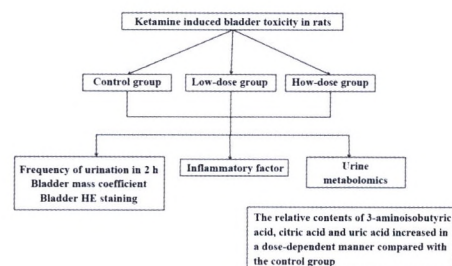 Ketamine induced bladder toxicity in rats
Control group
Low-dose group
How-dose group
Frequency of urination in 2 h
Bladder mass coefficient
Bladder HE staining
Inflammatory factor
Urine
metabolomics
The relative contents of 3-aminoisobutyric
acid, citric acid and uric acid increased in
a dose-dependent manner compared with
the control group